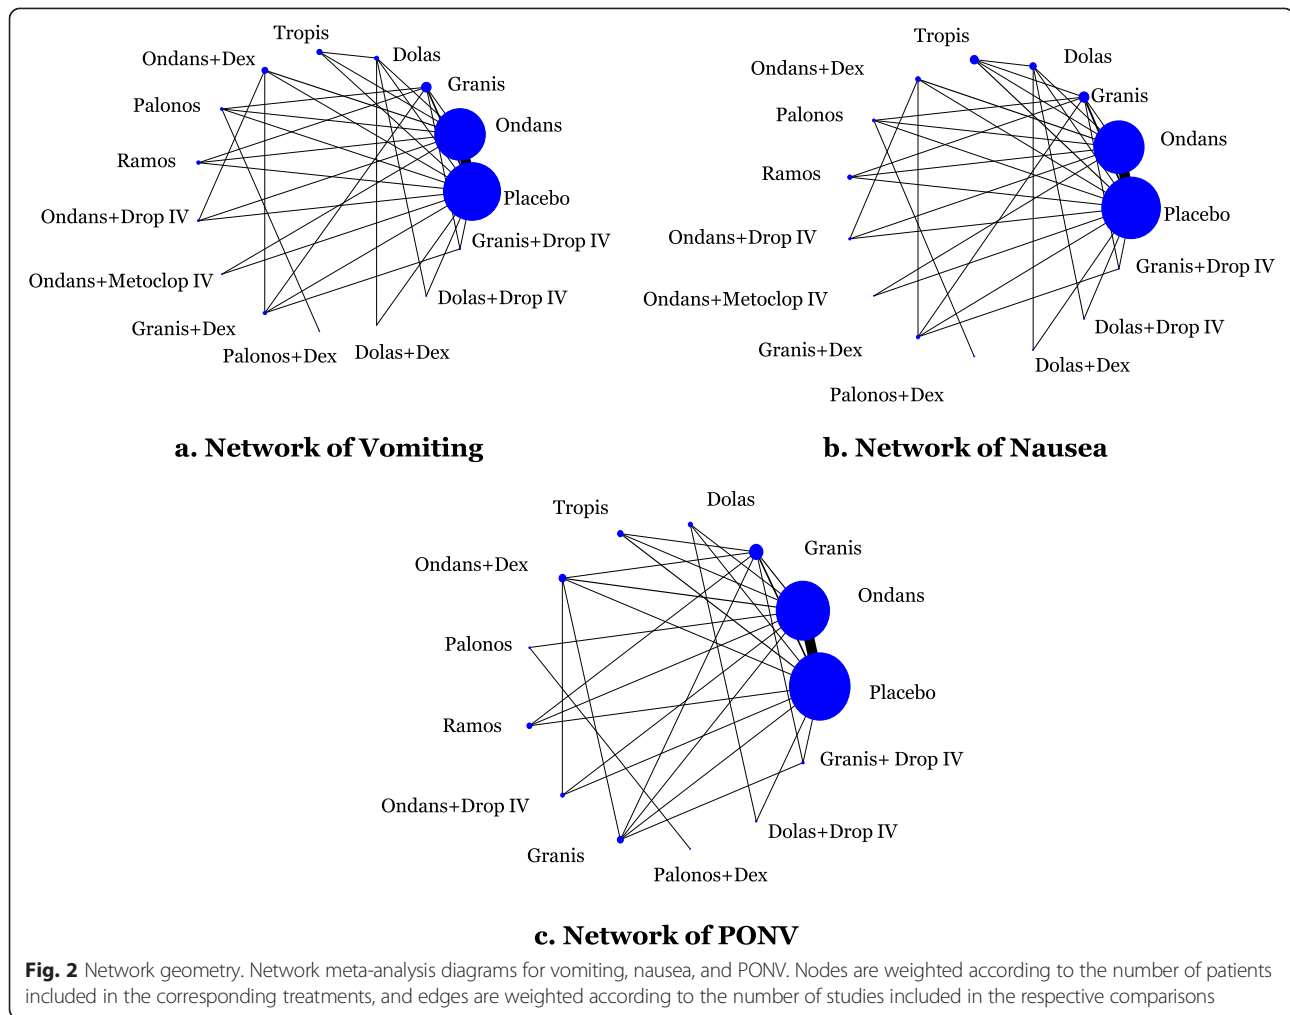 Tropis
Dolas
Ondans+Dex
Granis
Palonos
Ondans
Ramos
Placebo
Ondans+Drop IV
Granis+Drop IV
Ondans+Metoclop IV
Dolas+Drop IV
Granis+Dex
Palonos+Dex
Dolas+Dex
a. Network of Vomiting
Tropis
Dolas
Ondans+Dex
Granis
Palonos
Ondans
Ramos
Placebo
Ondans+Drop IV
Granis+Drop IV
Ondans+Metoclop IV
Dolas+Drop IV
Granis+Dex
Dolas+Dex
Palonos+Dex
b. Network of Nausea
Dolas
Tropis
Granis
Ondans+Dex
Ondans
Palonos
Placebo
Ramos
Granis+ Drop IV
Ondans+Drop IV
Dolas+Drop IV
Granis
Palonos+Dex
c. Network of PONV
Fig. 2 Network geometry. Network meta-analysis diagrams for vomiting, nausea, and PONV. Nodes are weighted according to the number of patients
included in the corresponding treatments, and edges are weighted according to the number of studies included in the respective comparisons